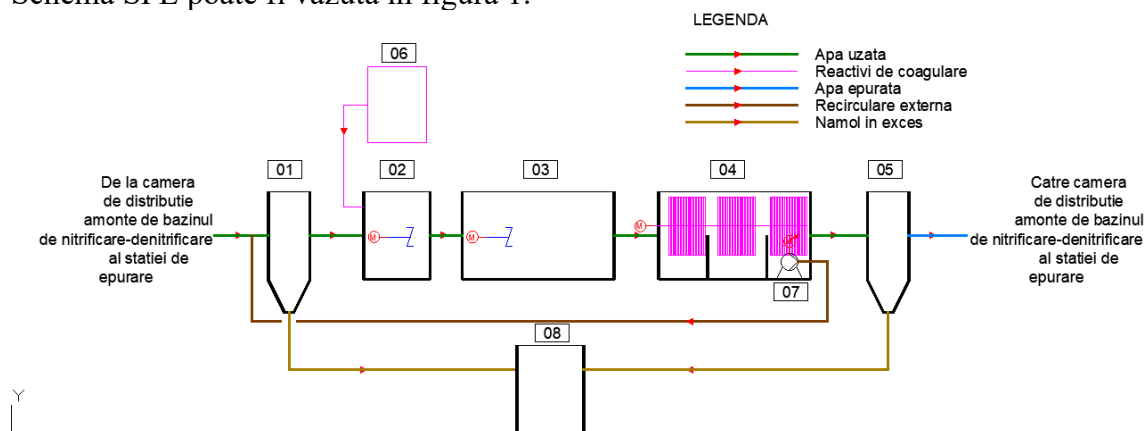 Schema SPE poate fi vazuta in figura 1.
LEGENDA
Apa uzata
Reactivi de coagulare
Apa epurata
Recirculare externa
Namol in exces
06
01
02
03
04
05
De la camera
de distributie
amonte de bazinul
de nitrificare-denitrificare
al statiei de
epurare
M
M
M
M
Catre camera
de distributie
amonte de bazinul
de nitrificare-denitrificare
al statiei de
epurare
07
08
Y